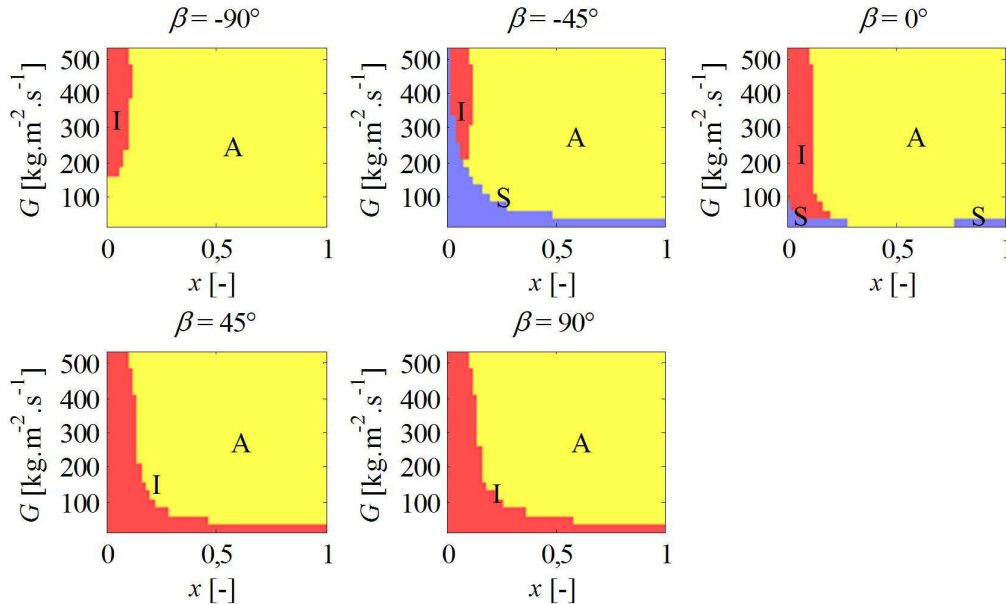 β = -90°
G [kg.m⁻².s⁻¹]
500
400
300
200
100
I
A
0
0,5
1
x [-]
β = -45°
G [kg.m⁻².s⁻¹]
500
400
300
200
100
I
A
S
0
0,5
1
x [-]
β = 0°
G [kg.m⁻².s⁻¹]
500
400
300
200
100
A
I
S
S
0
0,5
1
x [-]
β = 45°
G [kg.m⁻².s⁻¹]
500
400
300
200
100
A
I
0
0,5
1
x [-]
β = 90°
G [kg.m⁻².s⁻¹]
500
400
300
200
100
A
I
0
0,5
1
x [-]